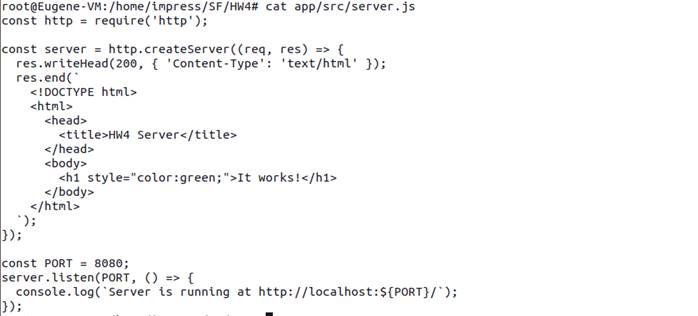 root@Eugene-VM:/home/impress/SF/HW4# cat app/src/server.js
const http = require('http');

const server = http.createServer((req, res) => {
  res.writeHead(200, { 'Content-Type': 'text/html' });
  res.end(`
    <!DOCTYPE html>
    <html>
      <head>
        <title>HW4 Server</title>
      </head>
      <body>
        <h1 style="color:green;">It works!</h1>
      </body>
    </html>
  `);
});

const PORT = 8080;
server.listen(PORT, () => {
  console.log(`Server is running at http://localhost:${PORT}/`);
});